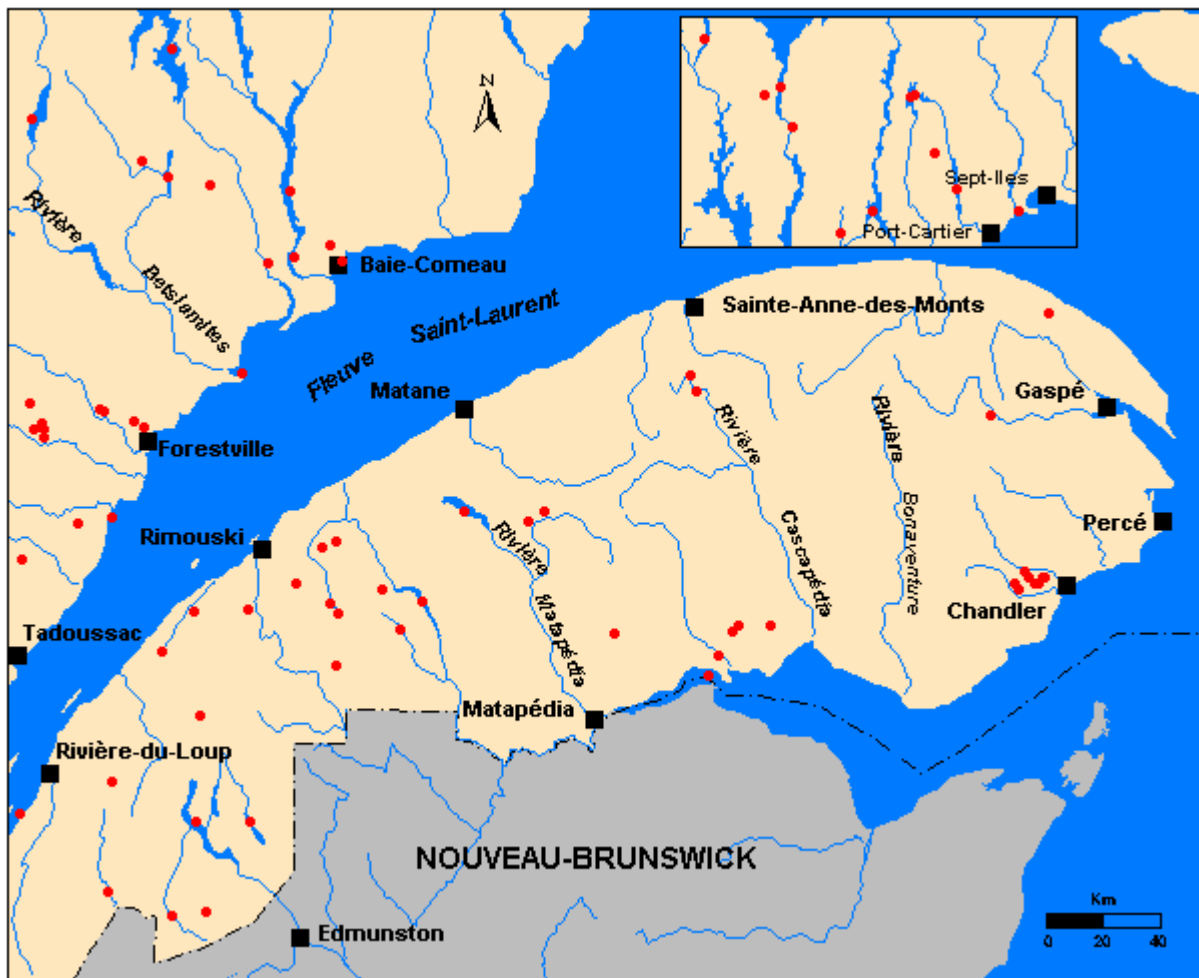 N
Sept-Iles
Port-Cartier
Rivière
Betsiamites
Baie-Comeau
Fleuve Saint-Laurent
Sainte-Anne-des-Monts
Matane
Gaspé
Forestville
Rivière
Cascapédia
Rivière
Bonaventure
Rimouski
Rivière
Matapédia
Percé
Chandler
Tadoussac
Matapédia
Rivière-du-Loup
NOUVEAU-BRUNSWICK
Edmunston
Km
0 20 40